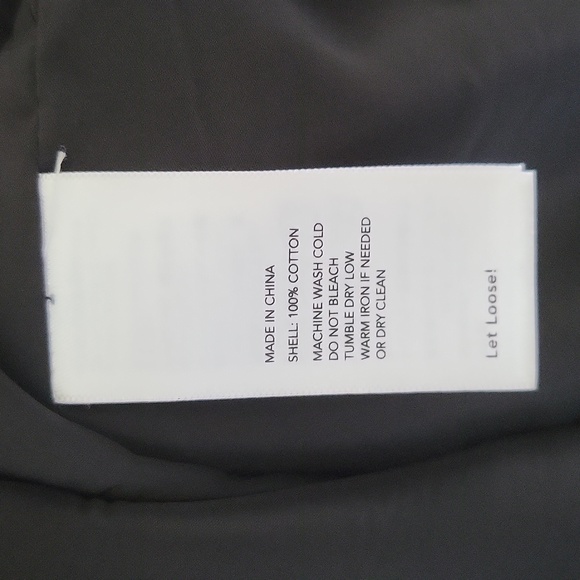 MADE IN CHINA
SHELL: 100% COTTON
MACHINE WASH COLD
DO NOT BLEACH
TUMBLE DRY LOW
WARM IRON IF NEEDED
OR DRY CLEAN
Let Loose!